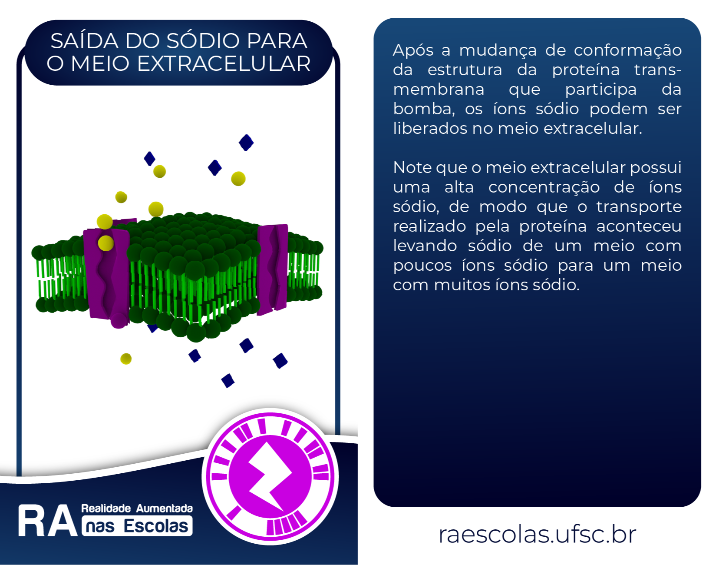 SAÍDA DO SÓDIO PARA
O MEIO EXTRACELULAR
RA
Realidade Aumentada
nas Escolas
Após a mudança de conformação
da estrutura da proteína trans-
membrana que participa da
bomba, os íons sódio podem ser
liberados no meio extracelular.
Note que o meio extracelular possui
uma alta concentração de íons
sódio, de modo que o transporte
realizado pela proteína aconteceu
levando sódio de um meio com
poucos íons sódio para um meio
com muitos íons sódio.
raescolas.ufsc.br